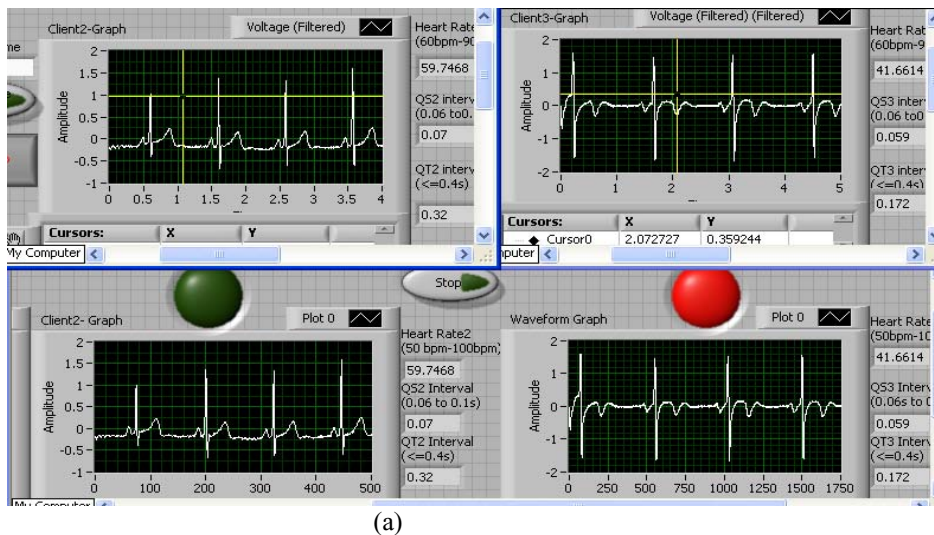 Client2-Graph
Voltage (Filtered)
Heart Rate
(60bpm-90
59.7468
QS2 interv
(0.06 to0.
0.07
QT2 interv
(<=0.4s)
0.32
me
Amplitude
2
1.5
1
0.5
0
-0.5
-1
0 0.5 1 1.5 2 2.5 3 3.5 4
Cursors: X Y
My Computer
Client3-Graph
Voltage (Filtered) (Filtered)
Heart Rat
(60bpm-9
41.6614
QS3 inter
(0.06 to0
0.059
QT3 inter
(<=0.4s)
0.172
Amplitude
2
1
0
-1
-2
0 1 2 3 4 5
Cursors: X Y
Cursor0 2.072727 0.359244
mputer
Stop
Client2- Graph
Plot 0
Heart Rate2
(50 bpm-100bpm)
59.7468
QS2 Interval
(0.06 to 0.1s)
0.07
QT2 Interval
(<=0.4s)
0.32
Amplitude
2
1.5
1
0.5
0
-0.5
-1
0 100 200 300 400 500
My Computer
Waveform Graph
Plot 0
Heart Rate
(50bpm-10
41.6614
QS3 Interv
(0.06s to 0
0.059
QT3 Interv
(<=0.4s)
0.172
Amplitude
2
1
0
-1
-2
0 250 500 750 1000 1250 1500 1750
(a)